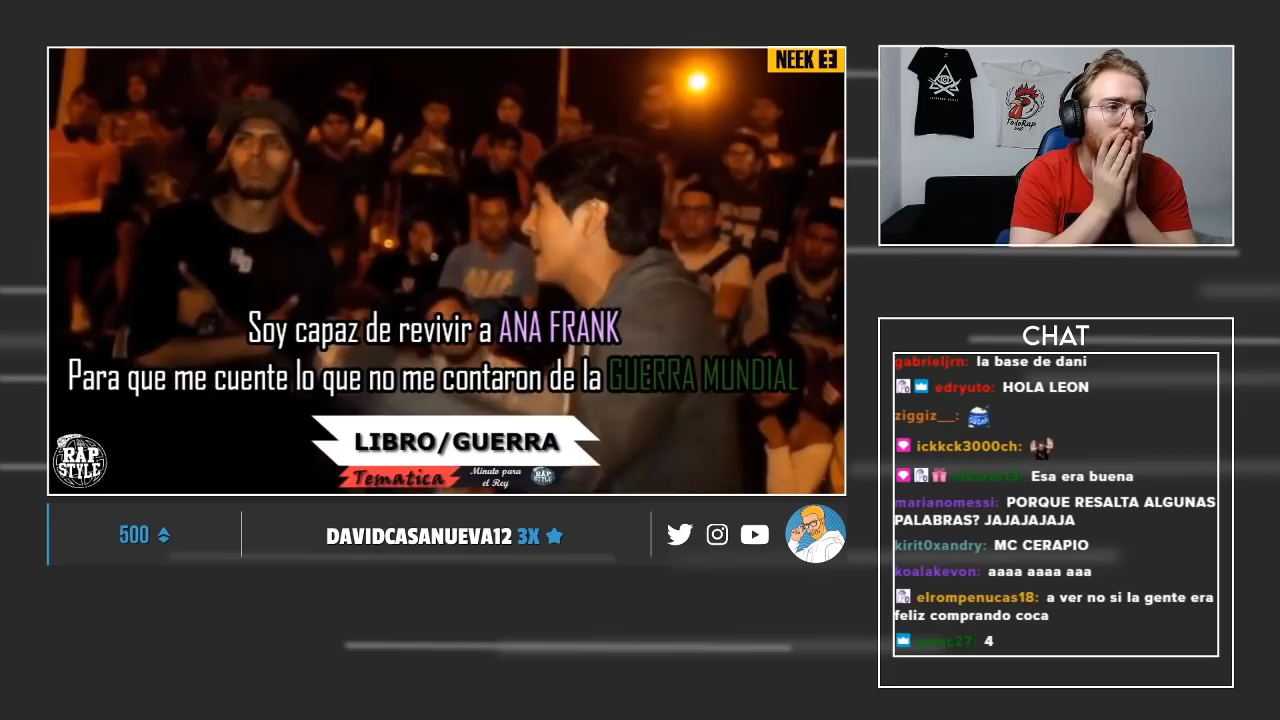 NEEK E3
Soy capaz de revivir a ANA FRANK
Para que me cuente lo que no me contaron de la GUERRA MUNDIAL
LIBRO/GUERRA
Tematica
Minuto para
el Rey
RAP
STYLE
500
DAVIDCASANUEVA12 3X
TodoRap
CHAT
gabrieljrn: la base de dani
edryuto: HOLA LEON
ziggiz__:
ickkck3000ch:
Esa era buena
marianomessi: PORQUE RESALTA ALGUNAS
PALABRAS? JAJAJAJAJA
kirit0xandry: MC CERAPIO
koalakevon: aaaa aaaa aaa
elrompenucas18: a ver no si la gente era
feliz comprando coca
4